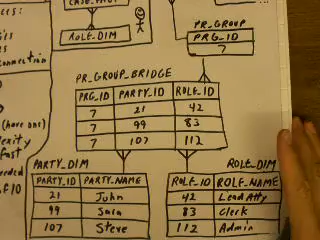 ROLE_DIM
PR_GROUP
PRG_ID
7
PR_GROUP_BRIDGE
PRG_ID PARTY_ID ROLE_ID
7 21 42
7 99 83
7 107 112
PARTY_DIM
PARTY_ID PARTY_NAME
21 John
99 Sara
107 Steve
ROLE_DIM
ROLE_ID ROLE_NAME
42 Lead Atty
83 Clerk
112 Admin